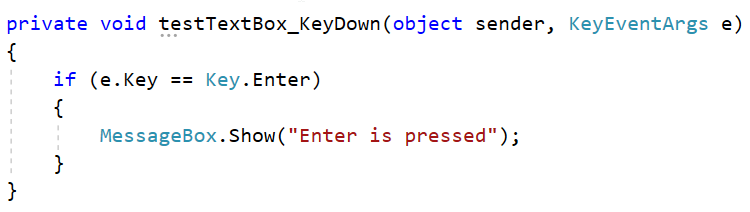 private void testTextBox_KeyDown(object sender, KeyEventArgs e)
{
    if (e.Key == Key.Enter)
    {
        MessageBox.Show("Enter is pressed");
    }
}